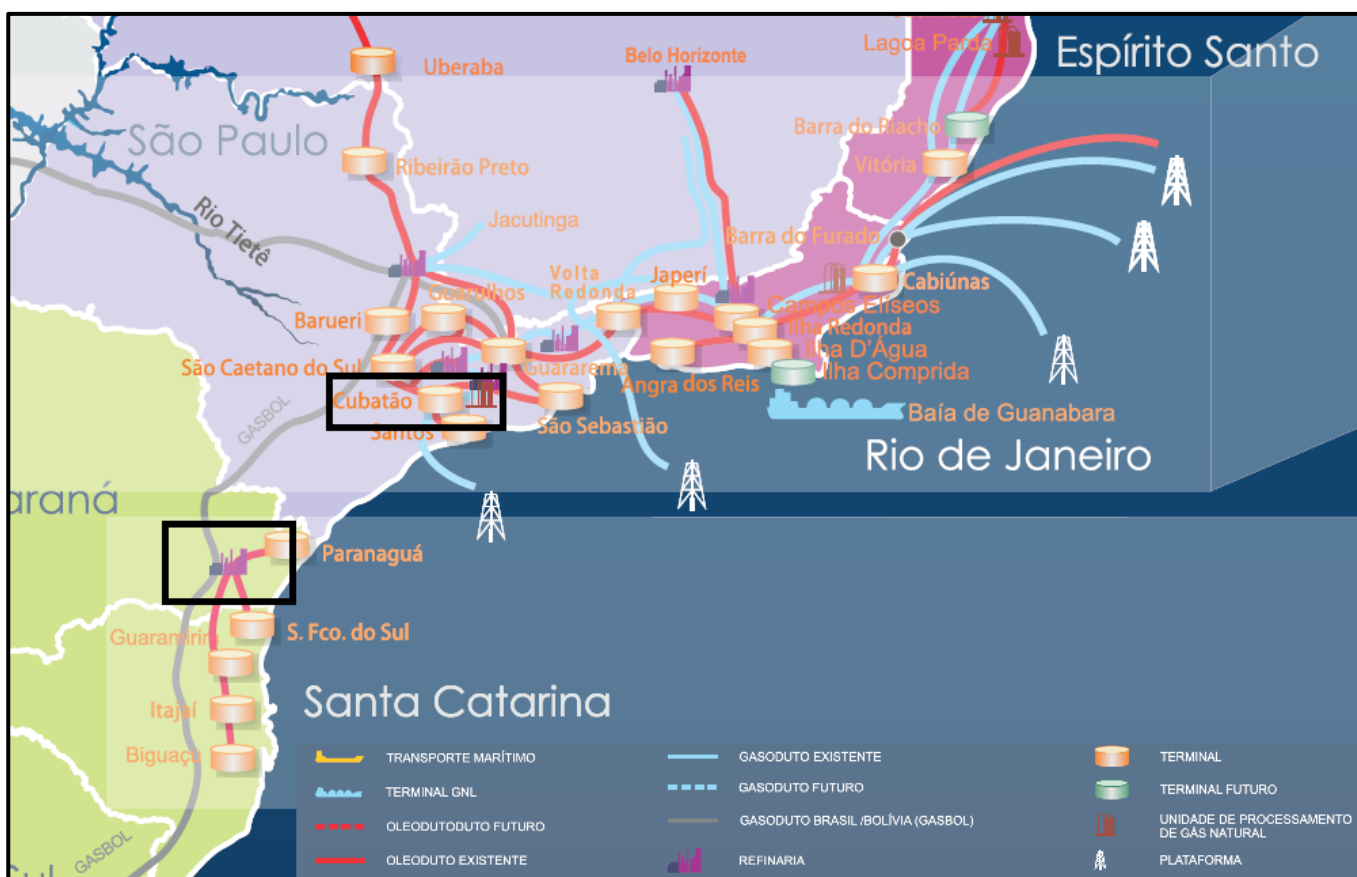 Lagoa Parda
Espírito Santo
Uberaba
Belo Horizonte
São Paulo
Barra do Riacho
Ribeirão Preto
Vitória
Rio Tietê
Jacutinga
Barra do Furado
Volta
Redonda
Japerí
Guarulhos
Cabiúnas
Campos Elíseos
Barueri
Ilha Redonda
Ilha D'Água
São Caetano do Sul
Guararema
Ilha Comprida
Angra dos Reis
Cubatão
GASBOL
Baía de Guanabara
Santos
São Sebastião
Rio de Janeiro
araná
Paranaguá
Guaramirim
S. Fco. do Sul
Itajaí
Santa Catarina
Biguaçu
TRANSPORTE MARÍTIMO
GASODUTO EXISTENTE
TERMINAL
TERMINAL GNL
GASODUTO FUTURO
TERMINAL FUTURO
OLEODUTODUTO FUTURO
GASODUTO BRASIL /BOLÍVIA (GASBOL)
UNIDADE DE PROCESSAMENTO
DE GÁS NATURAL
OLEODUTO EXISTENTE
REFINARIA
PLATAFORMA
GASBOL
Sul